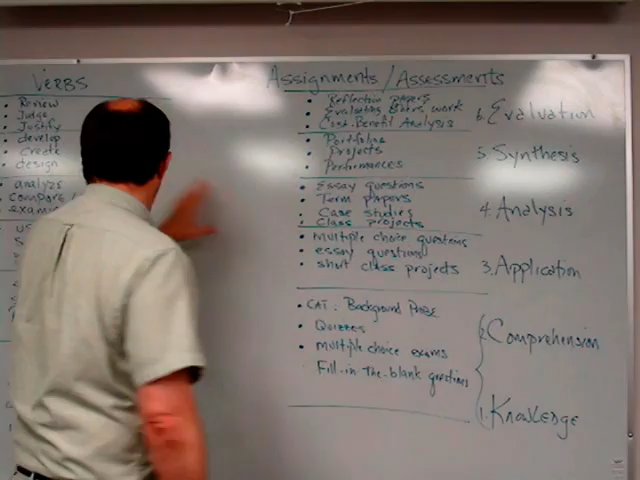 VERBS
• Review
• Judge
• Justify
• develop
• create
• design
• analyze
• compare
Assignments/Assessments
• Reflective papers
• Evaluating others work
• Cost-Benefit Analysis
6. Evaluation
• Portfolios
• Projects
• Performances
5. Synthesis
• Essay questions
• Term papers
• Case studies
• Class projects
4. Analysis
• multiple choice questions
• essay questions
• short class projects
3. Application
• CAT: Background Probe
• Quizzes
• multiple choice exams
Fill-in-the-blank questions
2. Comprehension
1. Knowledge